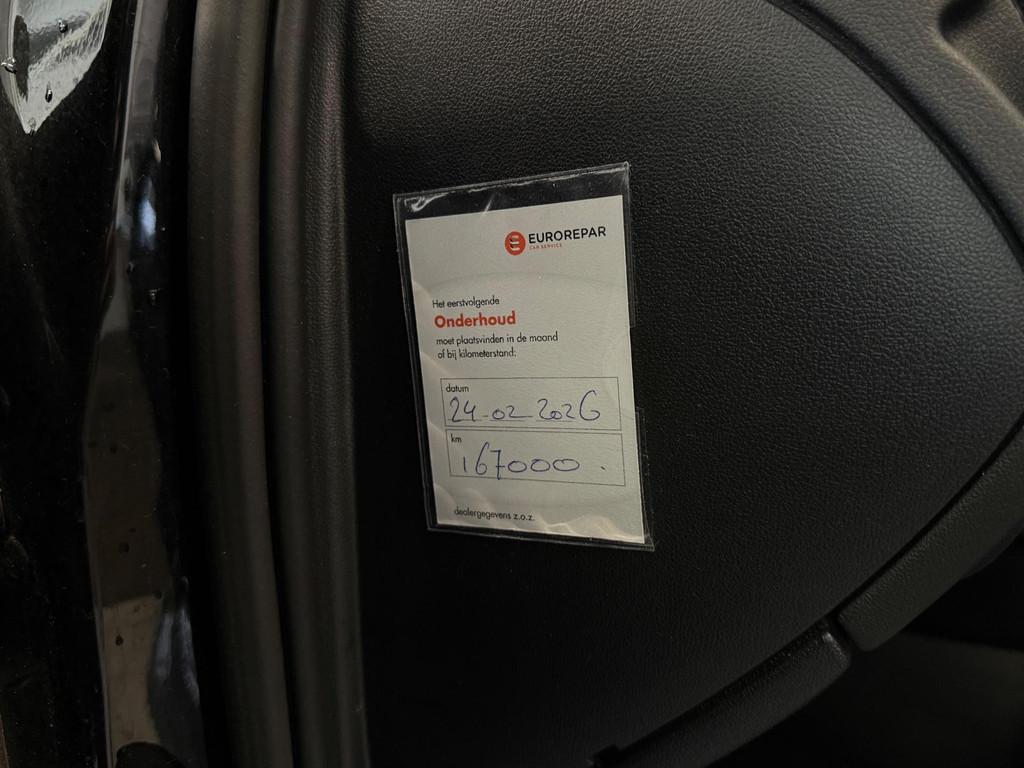 EUROREPAR
CAR SERVICE
Het eerstvolgende
Onderhoud
moet plaatsvinden in de maand
of bij kilometerstand:
datum
24-02-2026
km
167000.
dealergegevens z.o.z.